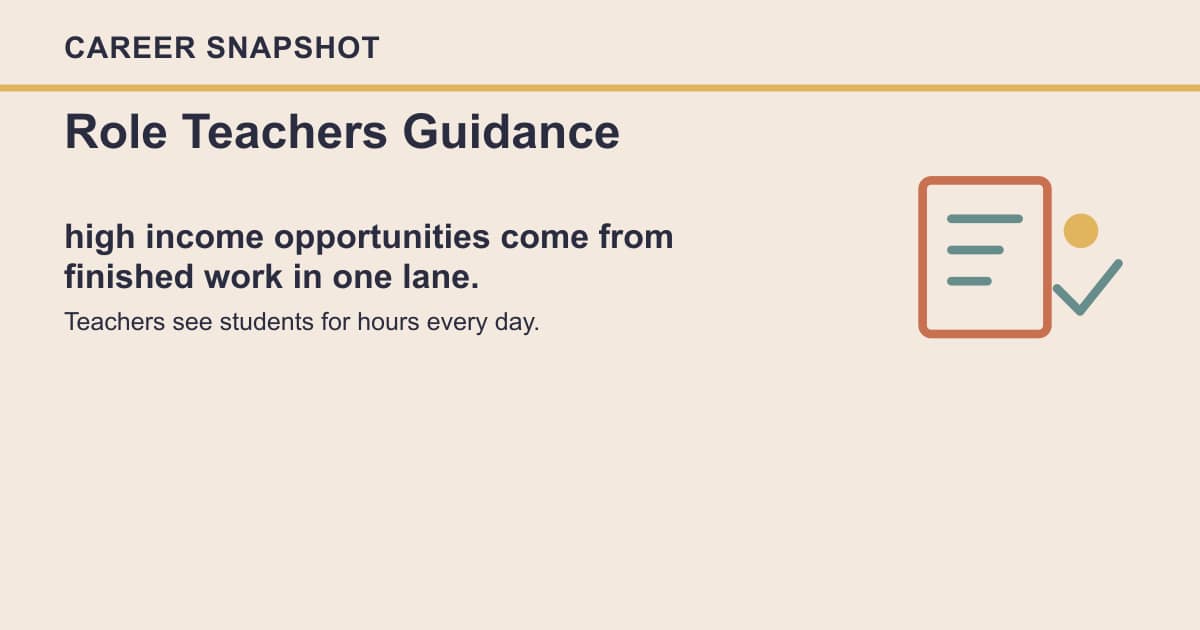 CAREER SNAPSHOT
Role Teachers Guidance
high income opportunities come from
finished work in one lane.
Teachers see students for hours every day.